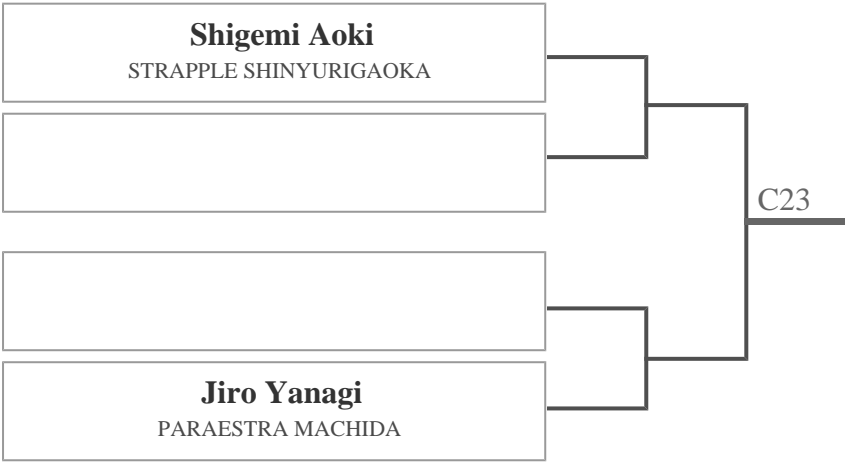 Shigemi Aoki
STRAPPLE SHINYURIGAOKA
C23
Jiro Yanagi
PARAESTRA MACHIDA